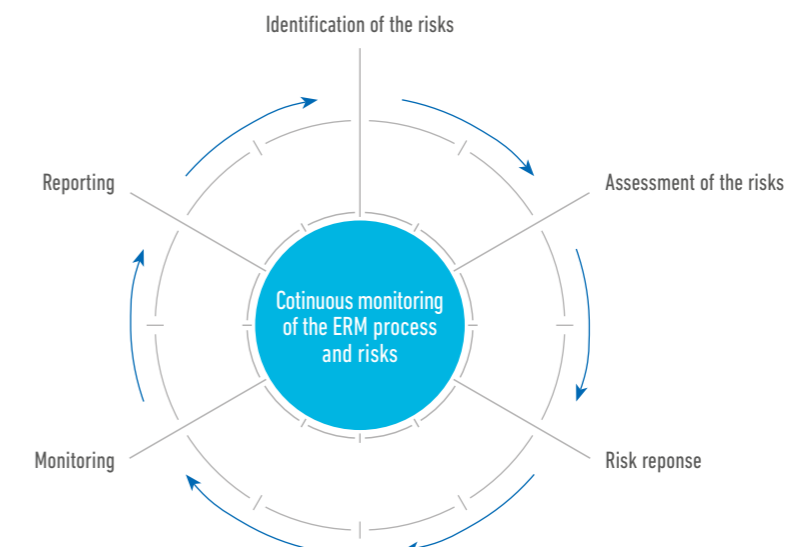 Identification of the risks
Reporting
Assessment of the risks
Cotinuous monitoring
of the ERM process
and risks
Monitoring
Risk reponse